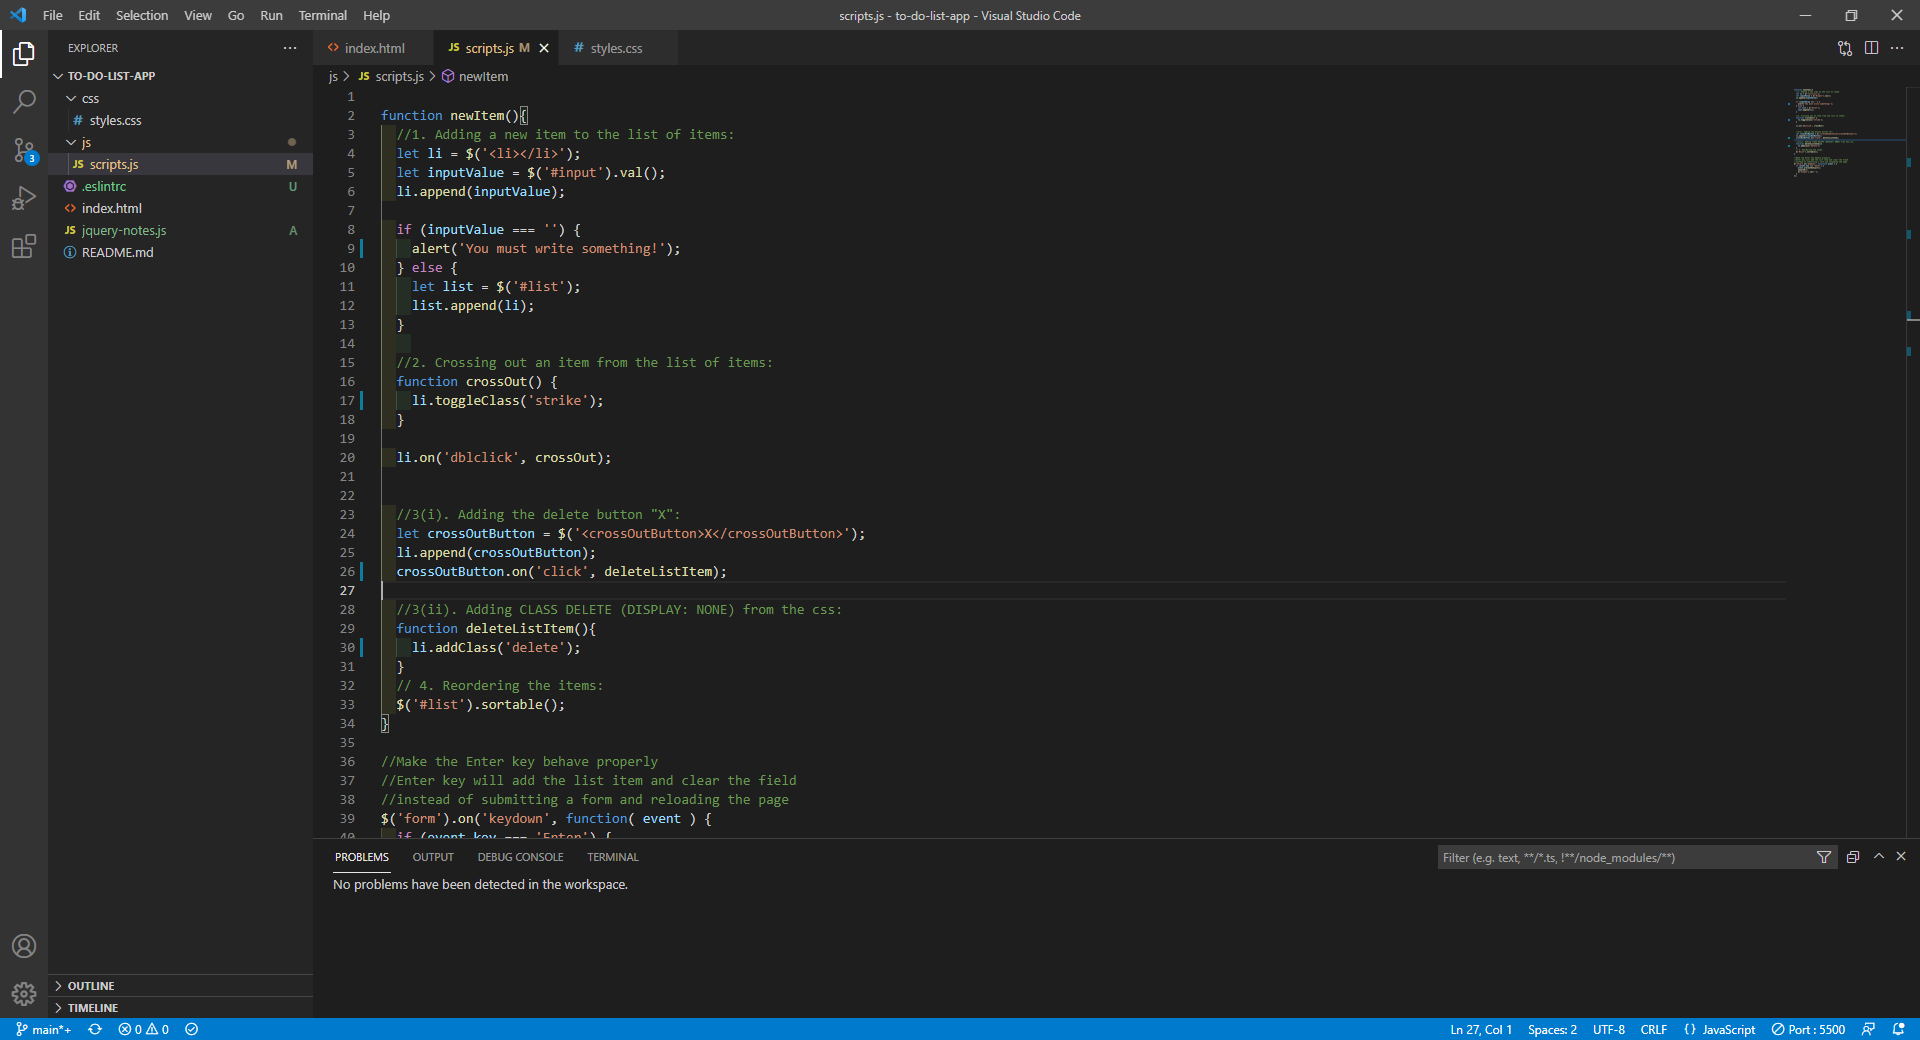 File Edit Selection View Go Run Terminal Help
scripts.js - to-do-list-app - Visual Studio Code
EXPLORER
TO-DO-LIST-APP
css
# styles.css
js
JS scripts.js M
.eslintrc U
<> index.html
JS jquery-notes.js A
README.md
OUTLINE
TIMELINE
3
<> index.html JS scripts.js M # styles.css
js > JS scripts.js > newItem
1
2 function newItem(){
3 //1. Adding a new item to the list of items:
4 let li = $('<li></li>');
5 let inputValue = $('#input').val();
6 li.append(inputValue);
7
8 if (inputValue === '') {
9 alert('You must write something!');
10 } else {
11 let list = $('#list');
12 list.append(li);
13 }
14
15 //2. Crossing out an item from the list of items:
16 function crossOut() {
17 li.toggleClass('strike');
18 }
19
20 li.on('dblclick', crossOut);
21
22
23 //3(i). Adding the delete button "X":
24 let crossOutButton = $('<crossOutButton>X</crossOutButton>');
25 li.append(crossOutButton);
26 crossOutButton.on('click', deleteListItem);
27
28 //3(ii). Adding CLASS DELETE (DISPLAY: NONE) from the css:
29 function deleteListItem(){
30 li.addClass('delete');
31 }
32 // 4. Reordering the items:
33 $('#list').sortable();
34 }
35
36 //Make the Enter key behave properly
37 //Enter key will add the list item and clear the field
38 //instead of submitting a form and reloading the page
39 $('form').on('keydown', function( event ) {
40 if (event.key === 'Enter') {
PROBLEMS OUTPUT DEBUG CONSOLE TERMINAL
Filter (e.g. text, **/*.ts, !**/node_modules/**)
No problems have been detected in the workspace.
main*+ 0 0
Ln 27, Col 1 Spaces: 2 UTF-8 CRLF {} JavaScript Port : 5500